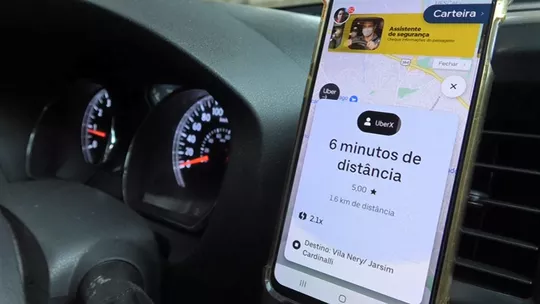 Carteira
Assistente
de segurança
Fechar
Uber
UberX
6 minutos de
distância
5,00 ★
1.6 km de distância
2.1x
Destino: Vila Nery/ Jarsim
Cardinalli